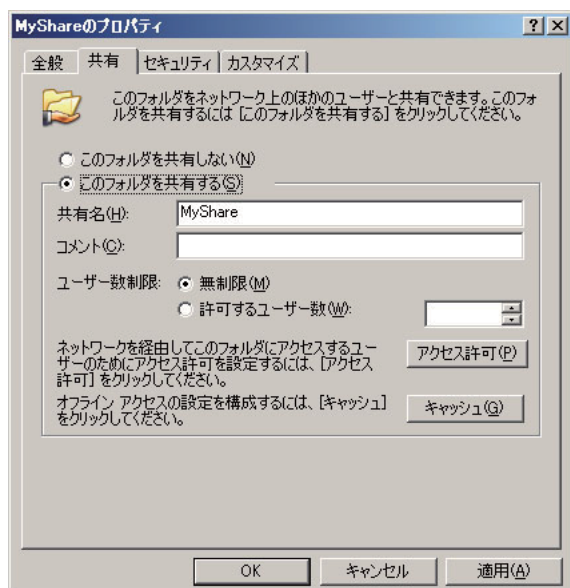 MyShareのプロパティ
全般 共有 セキュリティ カスタマイズ
このフォルダをネットワーク上のほかのユーザーと共有できます。このフォ
ルダを共有するには [このフォルダを共有する] をクリックしてください。
このフォルダを共有しない(N)
このフォルダを共有する(S)
共有名(H): MyShare
コメント(C):
ユーザー数制限: 無制限(M)
許可するユーザー数(W):
ネットワークを経由してこのフォルダにアクセスするユー
ザーのためにアクセス許可を設定するには、[アクセス
許可] をクリックしてください。
アクセス許可(P)
オフライン アクセスの設定を構成するには、[キャッシュ]
をクリックしてください。
キャッシュ(G)
OK キャンセル 適用(A)